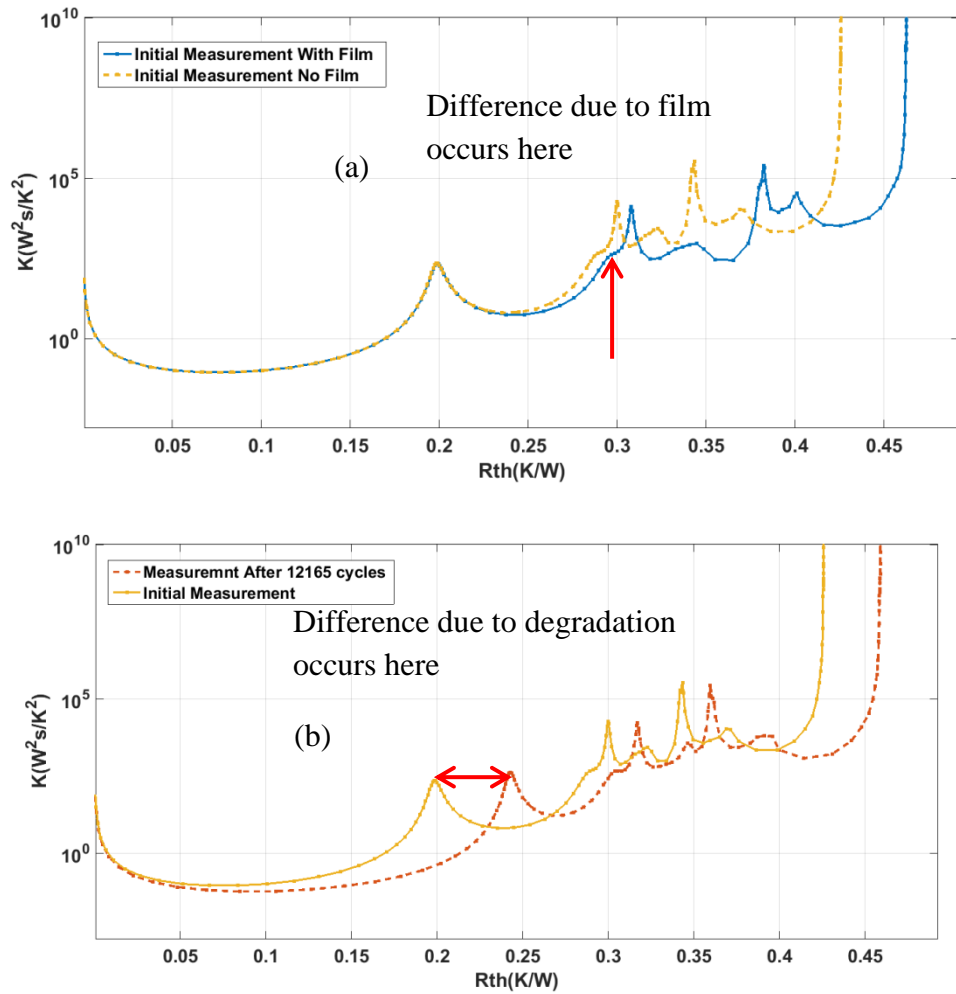 10^10
Initial Measurement With Film
Initial Measurement No Film
Difference due to film
occurs here
(a)
10^5
K(W^2s/K^2)
10^0
0.05 0.1 0.15 0.2 0.25 0.3 0.35 0.4 0.45
Rth(K/W)
10^10
Measuremnt After 12165 cycles
Initial Measurement
Difference due to degradation
occurs here
10^5
(b)
K(W^2s/K^2)
10^0
0.05 0.1 0.15 0.2 0.25 0.3 0.35 0.4 0.45
Rth(K/W)